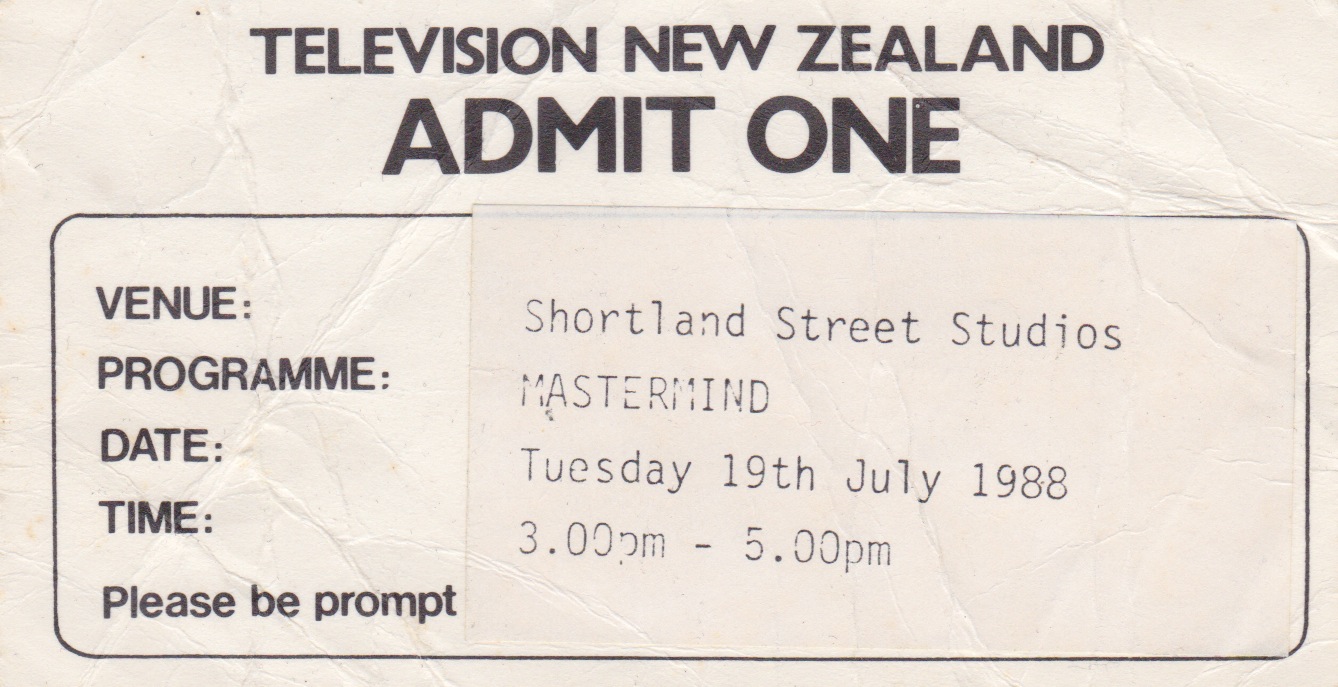 TELEVISION NEW ZEALAND
ADMIT ONE
VENUE: Shortland Street Studios
PROGRAMME: MASTERMIND
DATE: Tuesday 19th July 1988
TIME: 3.00pm - 5.00pm
Please be prompt